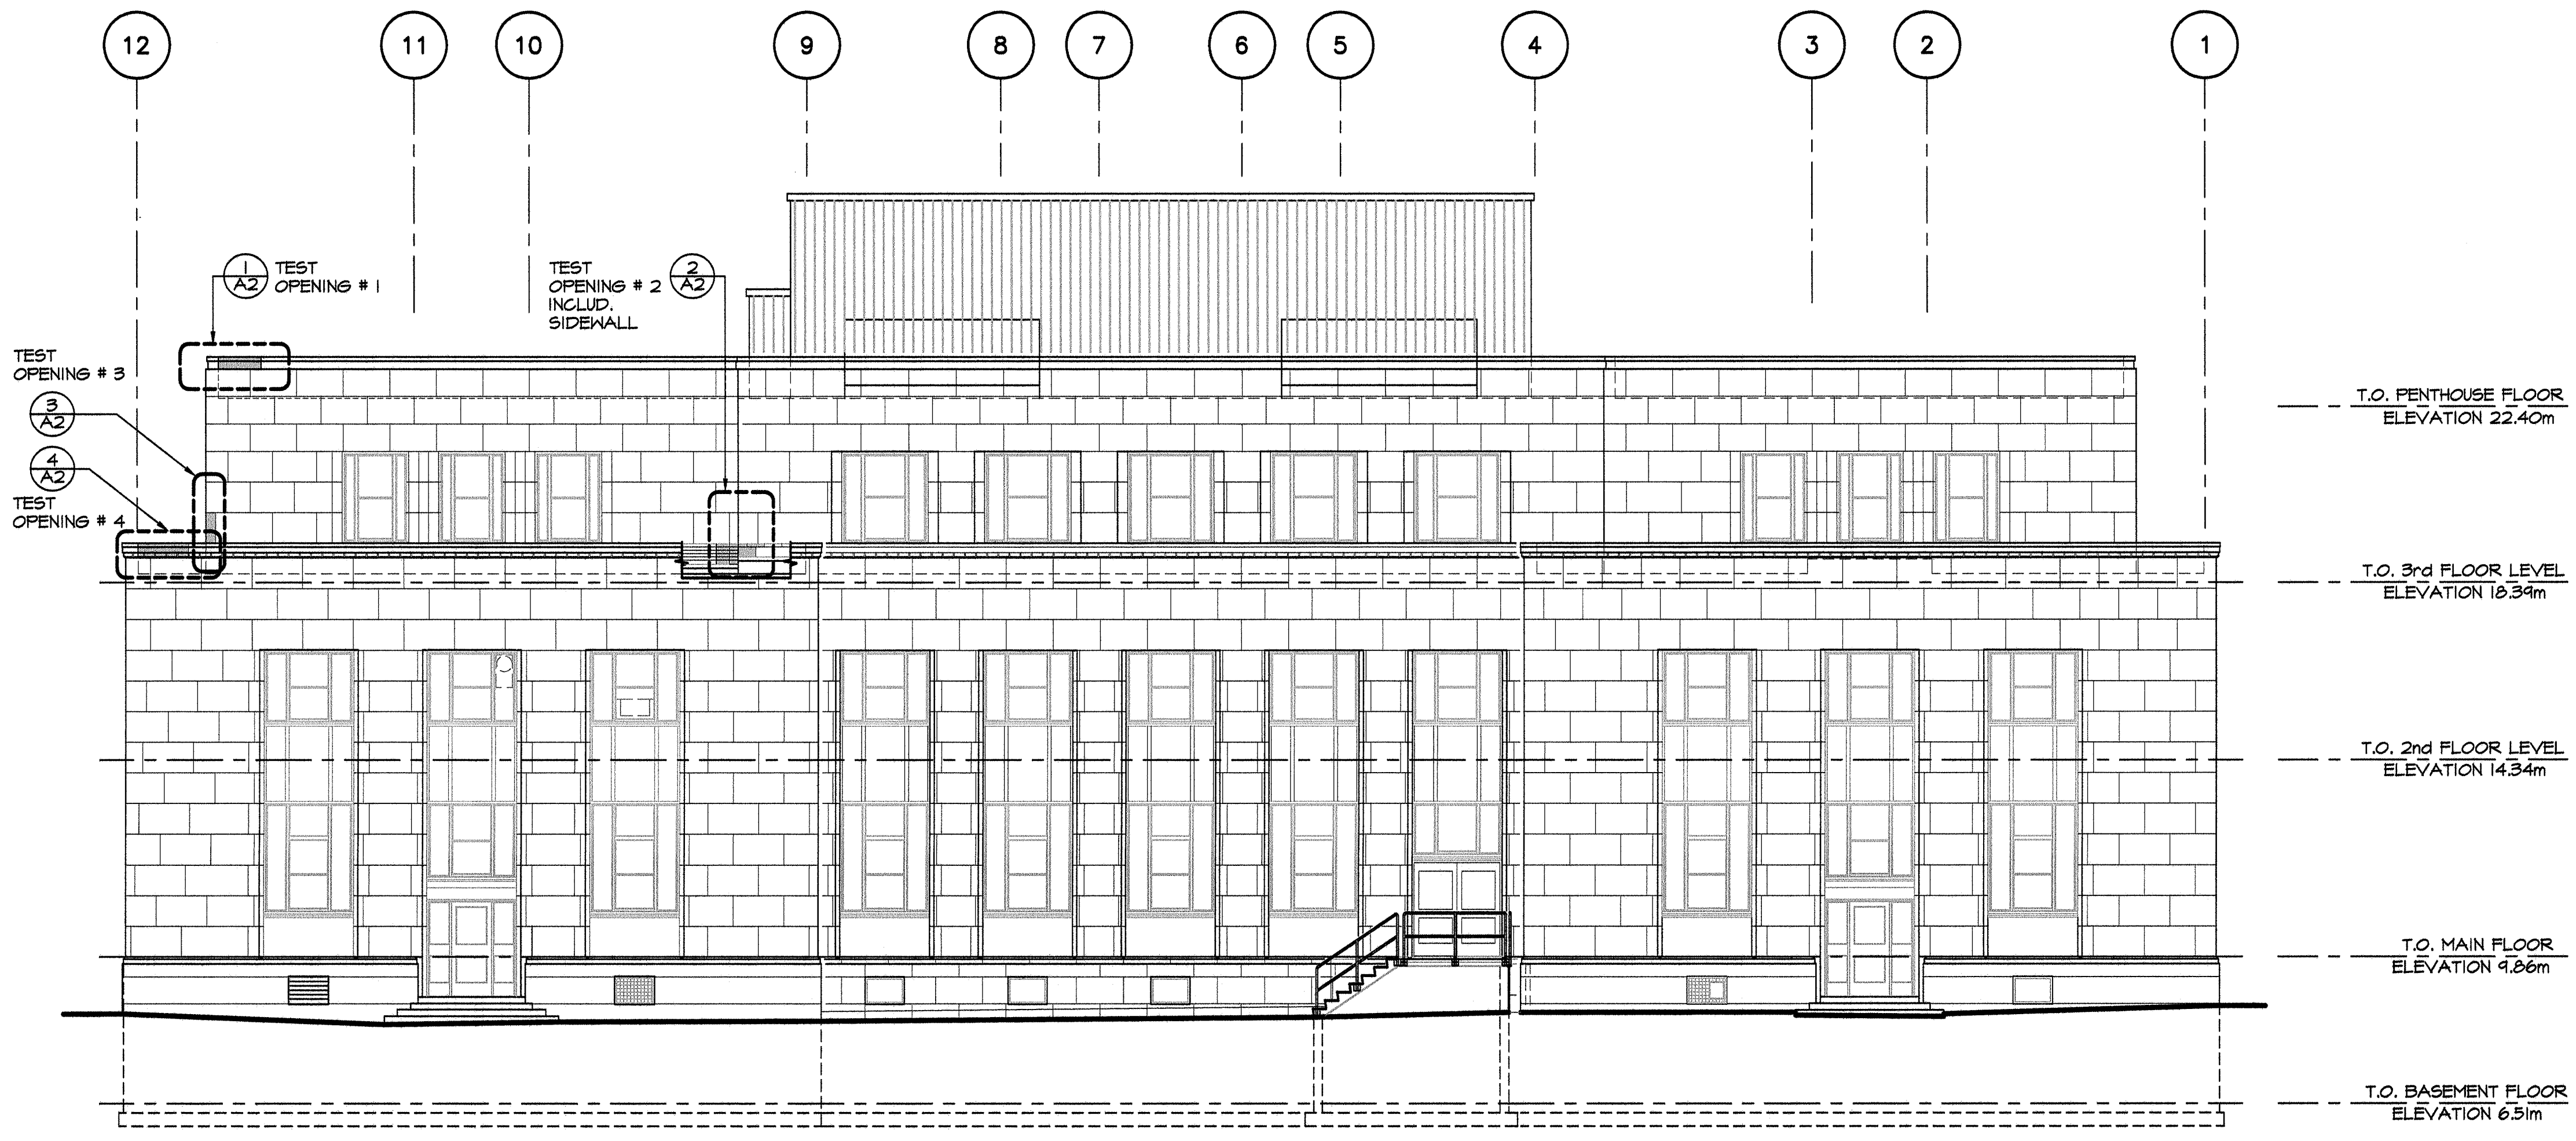 12
11
10
9
8
7
6
5
4
3
2
1
1
A2
TEST
OPENING # 1
TEST
OPENING # 2
INCLUD.
SIDEWALL
2
A2
TEST
OPENING # 3
3
A2
4
A2
TEST
OPENING # 4
T.O. PENTHOUSE FLOOR
ELEVATION 22.40m
T.O. 3rd FLOOR LEVEL
ELEVATION 18.39m
T.O. 2nd FLOOR LEVEL
ELEVATION 14.34m
T.O. MAIN FLOOR
ELEVATION 9.86m
T.O. BASEMENT FLOOR
ELEVATION 6.51m